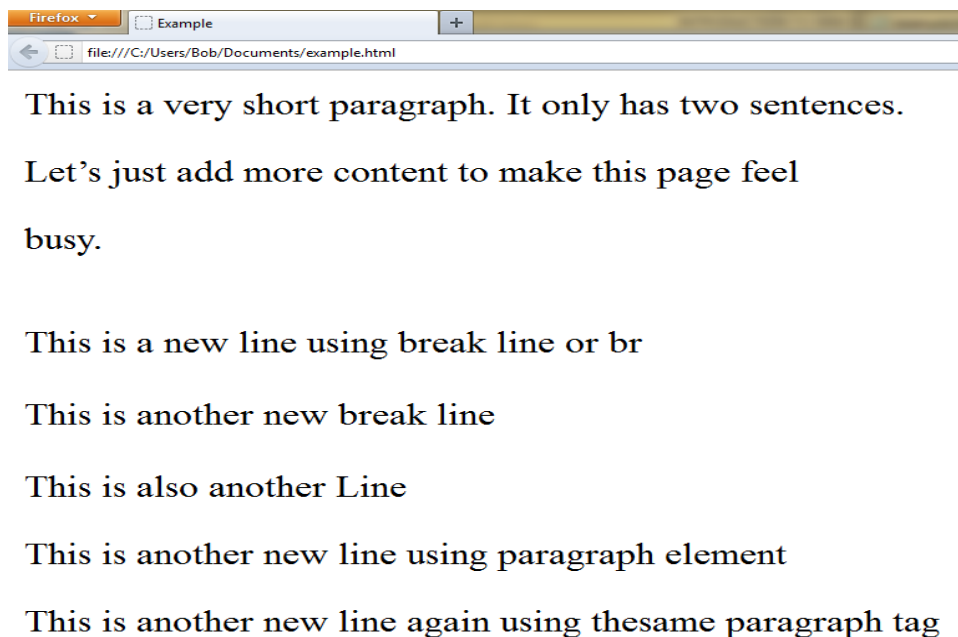 Firefox
Example
+
file:///C:/Users/Bob/Documents/example.html
This is a very short paragraph. It only has two sentences.
Let’s just add more content to make this page feel
busy.
This is a new line using break line or br
This is another new break line
This is also another Line
This is another new line using paragraph element
This is another new line again using thesame paragraph tag